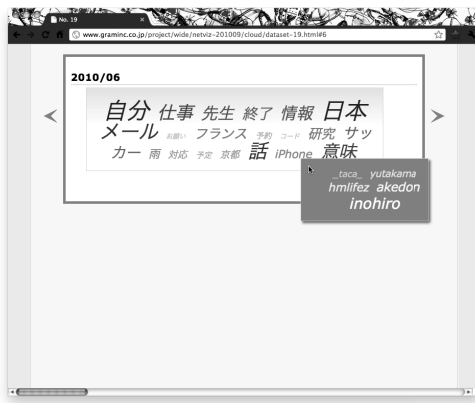 No. 19
www.graminc.co.jp/project/wide/netviz-201009/cloud/dataset-19.html#6
2010/06
自分 仕事 先生 終了 情報 日本
メール お願い フランス 予約 コード 研究 サッ
カー 雨 対応 予定 京都 話 iPhone 意味
_taca_ yutakama
hmlifez akedon
inohiro